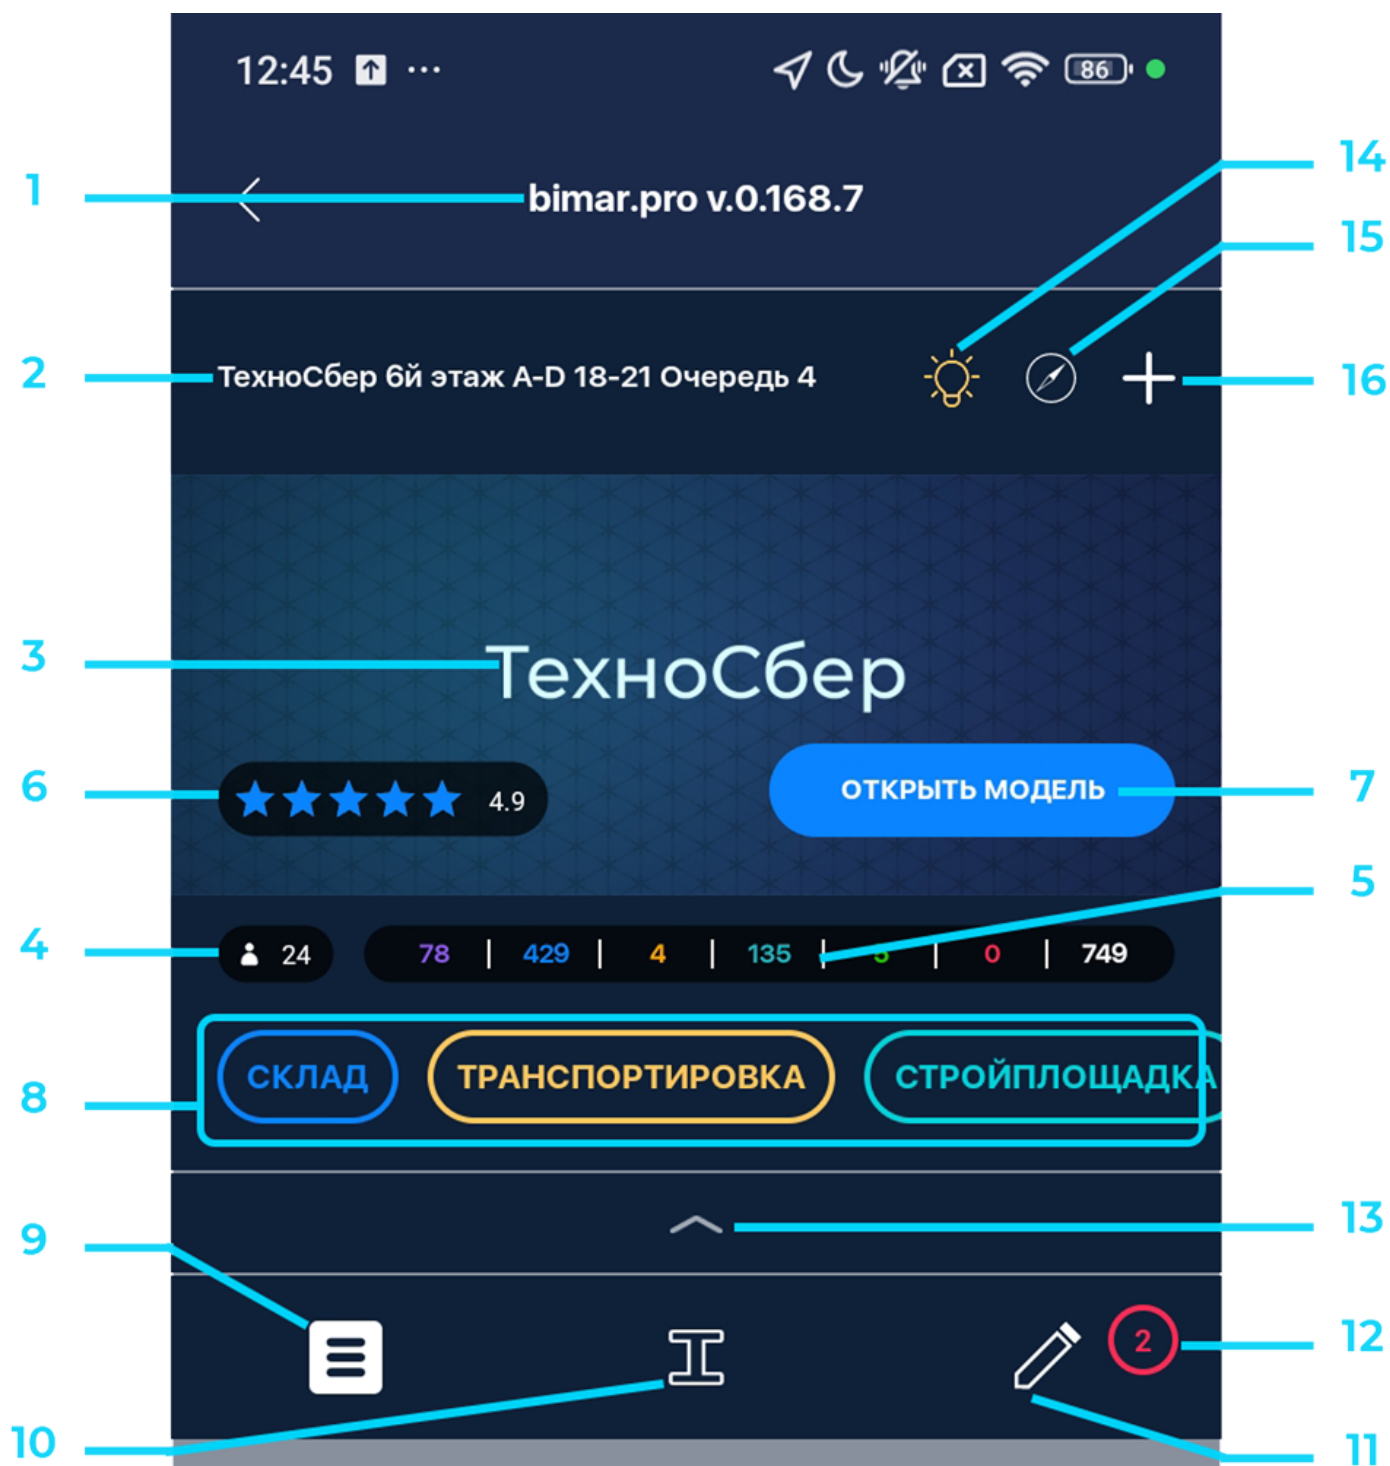 12:45 ... 86
14
1 bimar.pro v.0.168.7
15
2 ТехноСбер 6й этаж A-D 18-21 Очередь 4 16
3 ТехноСбер
6 4.9 ОТКРЫТЬ МОДЕЛЬ 7
5
4 24 78 | 429 | 4 | 135 | 5 | 0 | 749
8 СКЛАД ТРАНСПОРТИРОВКА СТРОЙПЛОЩАДКА
13
9
2 12
10 11